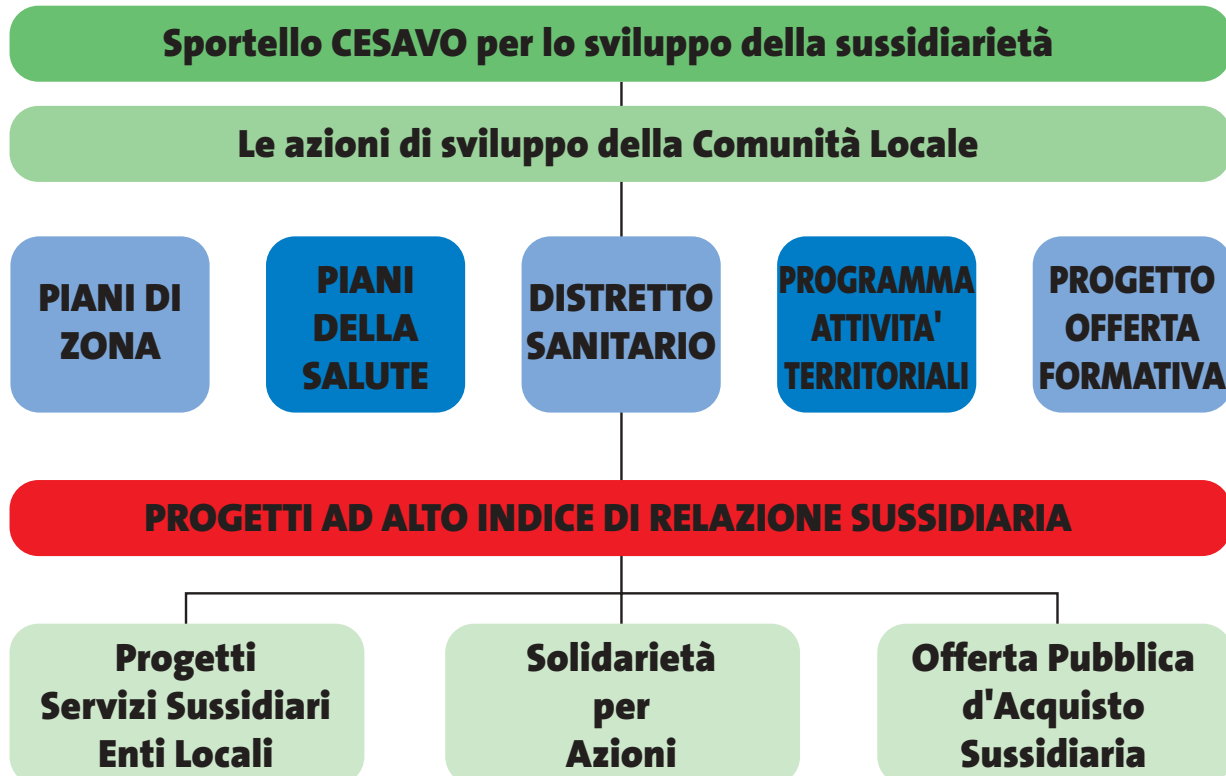 Sportello CESAVO per lo sviluppo della sussidiarietà
Le azioni di sviluppo della Comunità Locale
PIANI DI
ZONA
PIANI
DELLA
SALUTE
DISTRETTO
SANITARIO
PROGRAMMA
ATTIVITA'
TERRITORIALI
PROGETTO
OFFERTA
FORMATIVA
PROGETTI AD ALTO INDICE DI RELAZIONE SUSSIDIARIA
Progetti
Servizi Sussidiari
Enti Locali
Solidarietà
per
Azioni
Offerta Pubblica
d'Acquisto
Sussidiaria